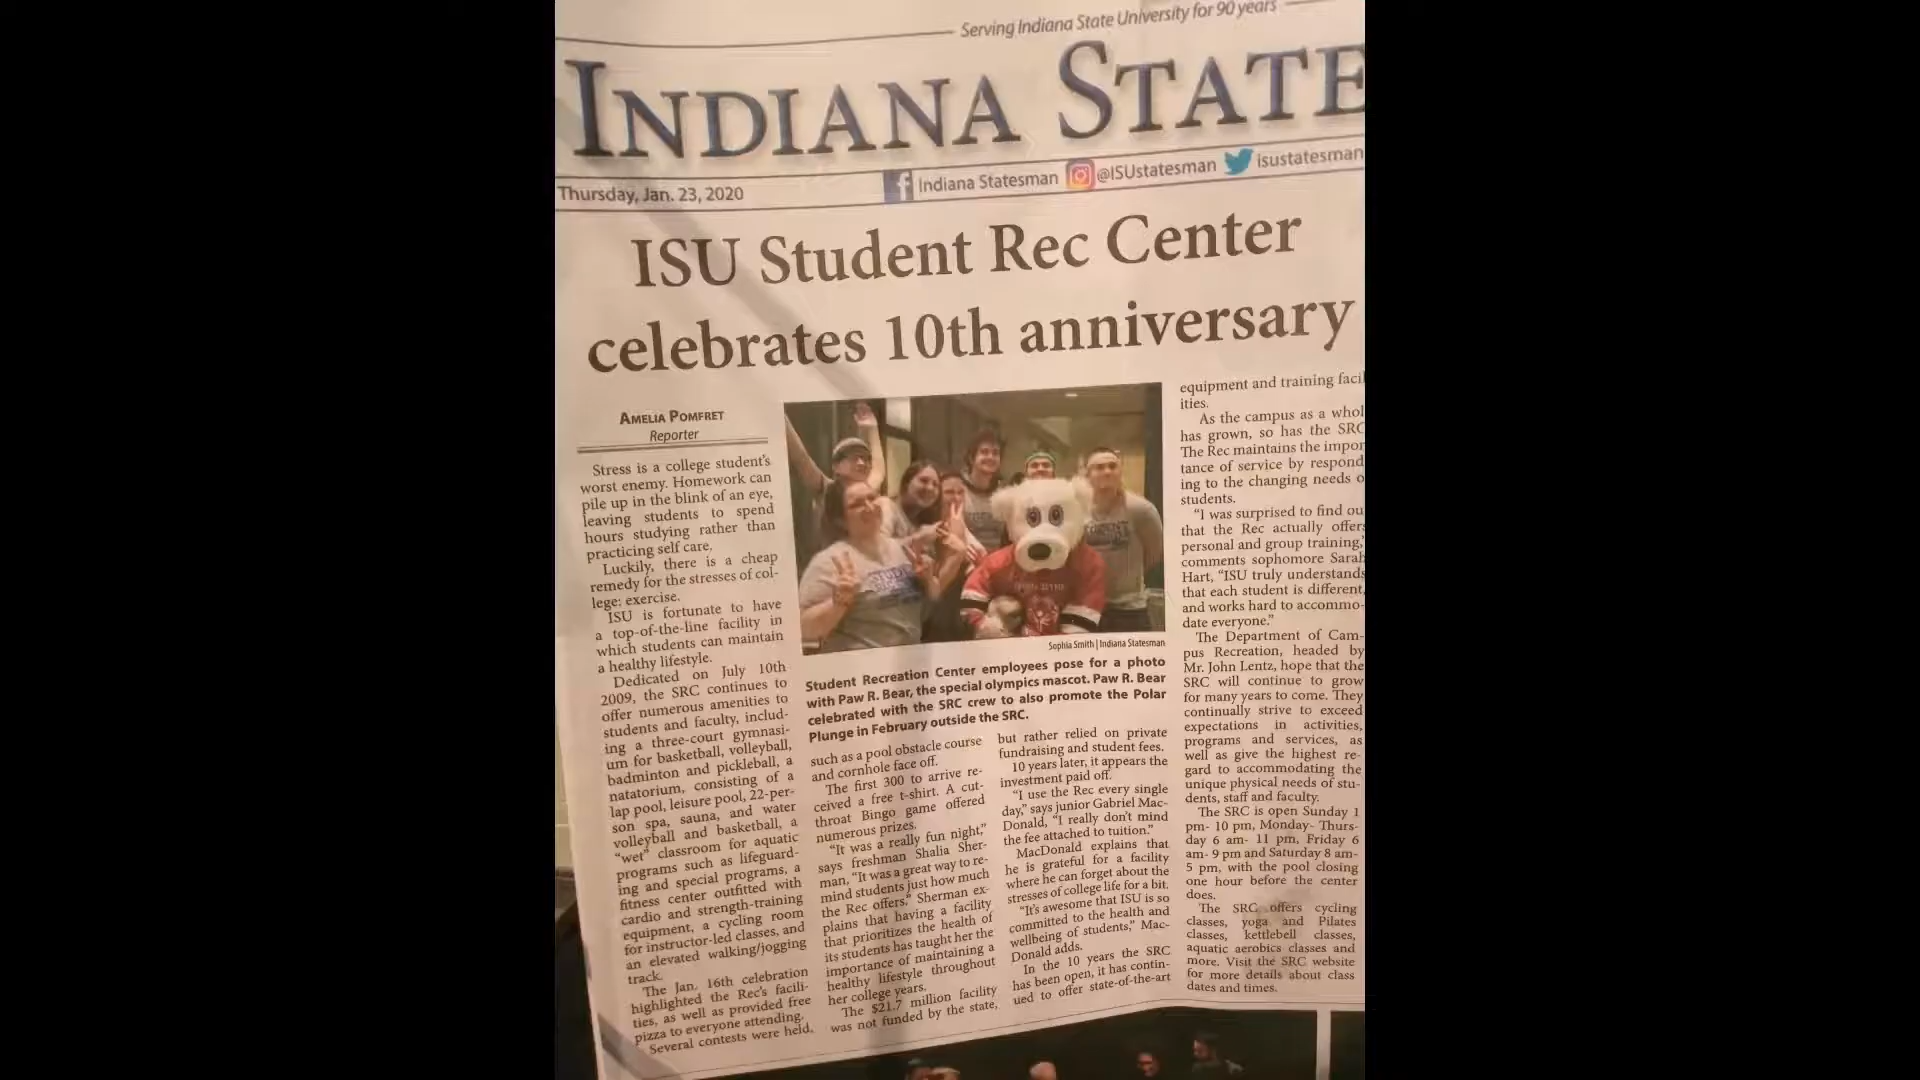 Serving Indiana State University for 90 years
INDIANA STATE
Thursday, Jan. 23, 2020
Indiana Statesman @ISUstatesman isustatesman
ISU Student Rec Center
celebrates 10th anniversary
AMELIA POMFRET
Reporter
Stress is a college student's
worst enemy. Homework can
pile up in the blink of an eye,
leaving students to spend
hours studying rather than
practicing self care.
Luckily, there is a cheap
remedy for the stresses of col-
lege: exercise.
ISU is fortunate to have
a top-of-the-line facility in
which students can maintain
a healthy lifestyle.
Dedicated on July 10th
2009, the SRC continues to
offer numerous amenities to
students and faculty, includ-
ing a three-court gymnasi-
um for basketball, volleyball,
badminton and pickleball, a
natatorium, consisting of a
lap pool, leisure pool, 22-per-
son spa, sauna, and water
volleyball and basketball, a
"wet" classroom for aquatic
programs such as lifeguard-
ing and special programs, a
fitness center outfitted with
cardio and strength-training
equipment, a cycling room
for instructor-led classes, and
an elevated walking/jogging
track.
The Jan. 16th celebration
highlighted the Rec's facili-
ties, as well as provided free
pizza to everyone attending.
Several contests were held,
STUDENT
Sophia Smith | Indiana Statesman
Student Recreation Center employees pose for a photo
with Paw R. Bear, the special olympics mascot. Paw R. Bear
celebrated with the SRC crew to also promote the Polar
Plunge in February outside the SRC.
such as a pool obstacle course
and cornhole face off.
The first 300 to arrive re-
ceived a free t-shirt. A cut-
throat Bingo game offered
numerous prizes.
"It was a really fun night,"
says freshman Shalia Sher-
man, "It was a great way to re-
mind students just how much
the Rec offers." Sherman ex-
plains that having a facility
that prioritizes the health of
its students has taught her the
importance of maintaining a
healthy lifestyle throughout
her college years.
The $21.7 million facility
was not funded by the state,
but rather relied on private
fundraising and student fees.
10 years later, it appears the
investment paid off.
"I use the Rec every single
day," says junior Gabriel Mac-
Donald, "I really don't mind
the fee attached to tuition."
MacDonald explains that
he is grateful for a facility
where he can forget about the
stresses of college life for a bit.
"It's awesome that ISU is so
committed to the health and
wellbeing of students," Mac-
Donald adds.
In the 10 years the SRC
has been open, it has contin-
ued to offer state-of-the-art
equipment and training facil
ities.
As the campus as a whol
has grown, so has the SRC
The Rec maintains the impor
tance of service by respond
ing to the changing needs o
students.
"I was surprised to find ou
that the Rec actually offers
personal and group training,"
comments sophomore Sarah
Hart, "ISU truly understands
that each student is different,
and works hard to accommo-
date everyone."
The Department of Cam-
pus Recreation, headed by
Mr. John Lentz, hope that the
SRC will continue to grow
for many years to come. They
continually strive to exceed
expectations in activities,
programs and services, as
well as give the highest re-
gard to accommodating the
unique physical needs of stu-
dents, staff and faculty.
The SRC is open Sunday 1
pm- 10 pm, Monday- Thurs-
day 6 am- 11 pm, Friday 6
am- 9 pm and Saturday 8 am-
5 pm, with the pool closing
one hour before the center
does.
The SRC offers cycling
classes, yoga and Pilates
classes, kettlebell classes,
aquatic aerobics classes and
more. Visit the SRC website
for more details about class
dates and times.